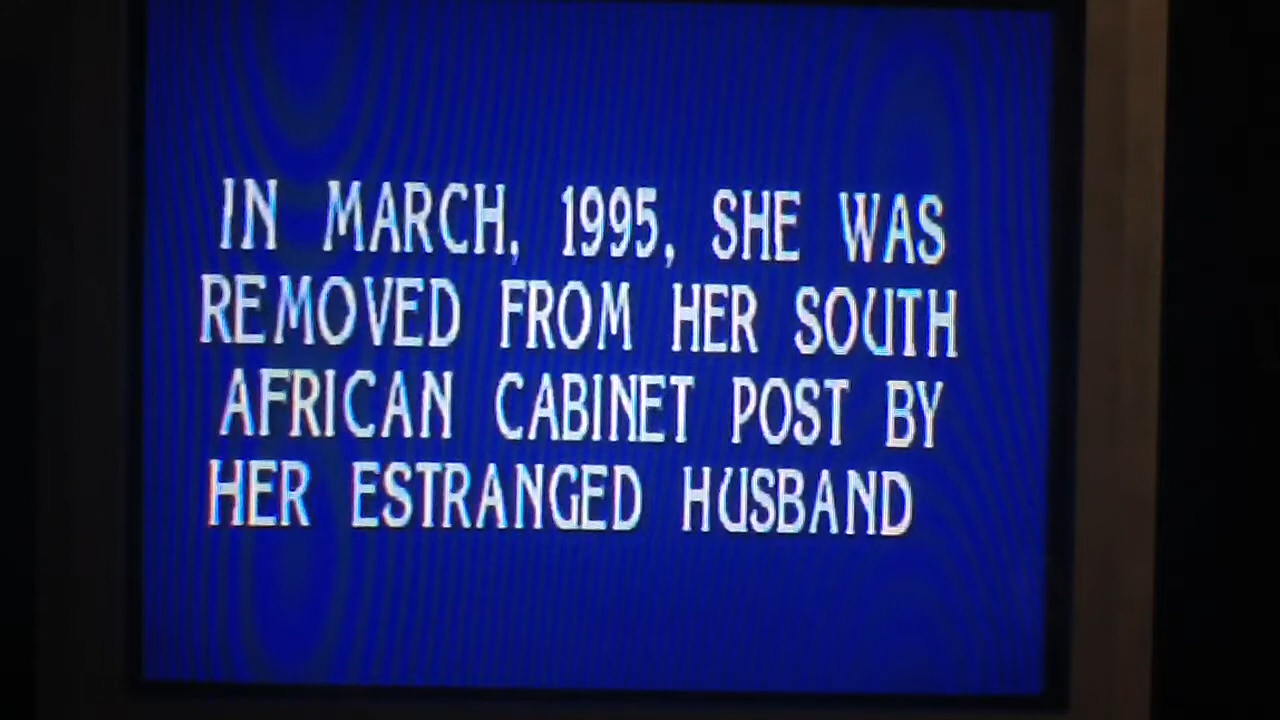 IN MARCH, 1995, SHE WAS
REMOVED FROM HER SOUTH
AFRICAN CABINET POST BY
HER ESTRANGED HUSBAND